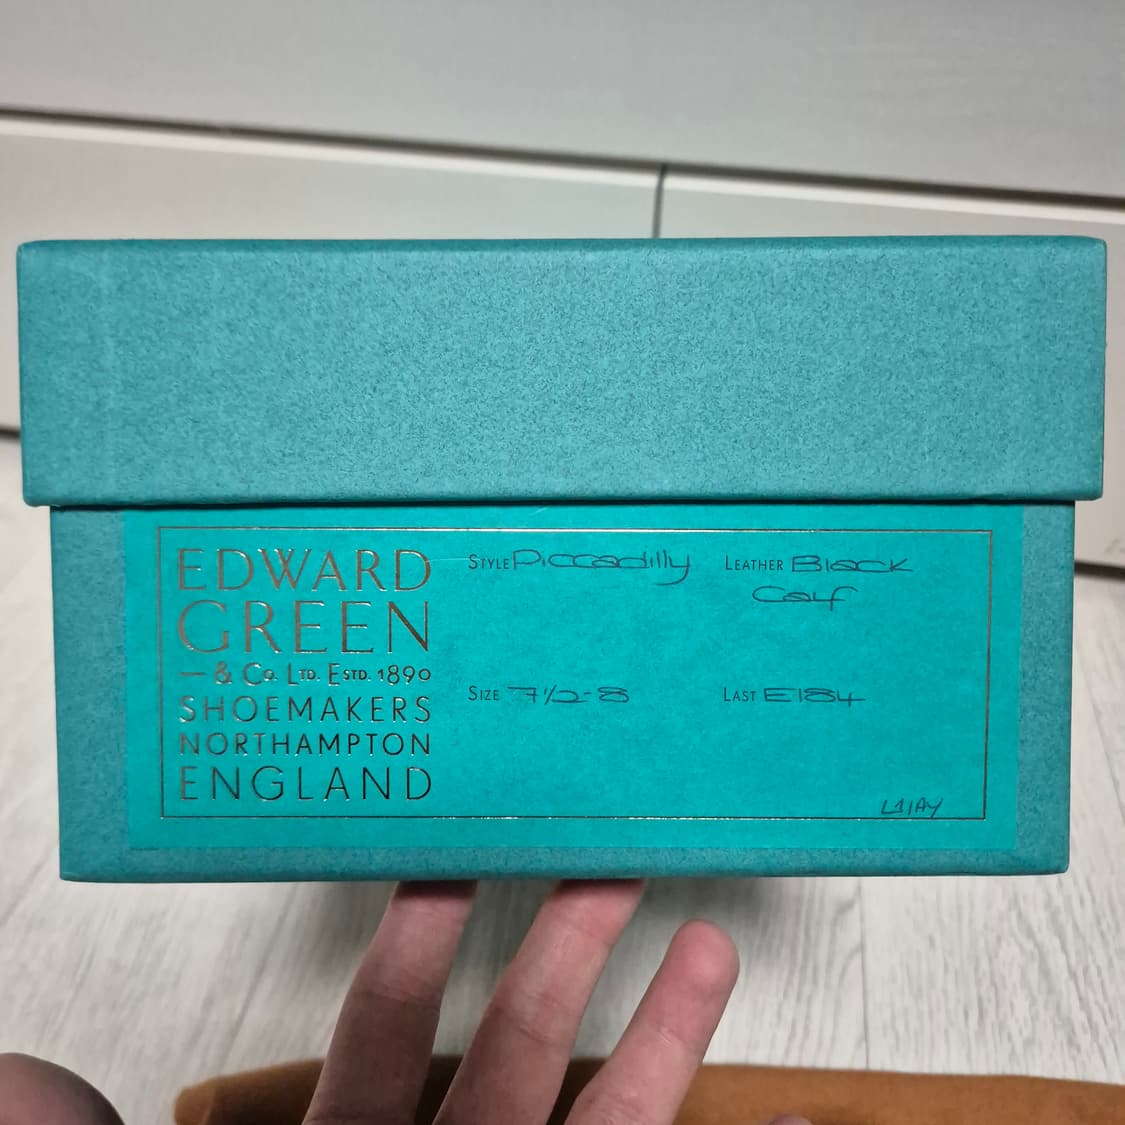 EDWARD
GREEN
— & Co. LTD. ESTD. 1890
SHOEMAKERS
NORTHAMPTON
ENGLAND
STYLE Piccadilly
LEATHER Black
Calf
SIZE 7½-8
LAST E184